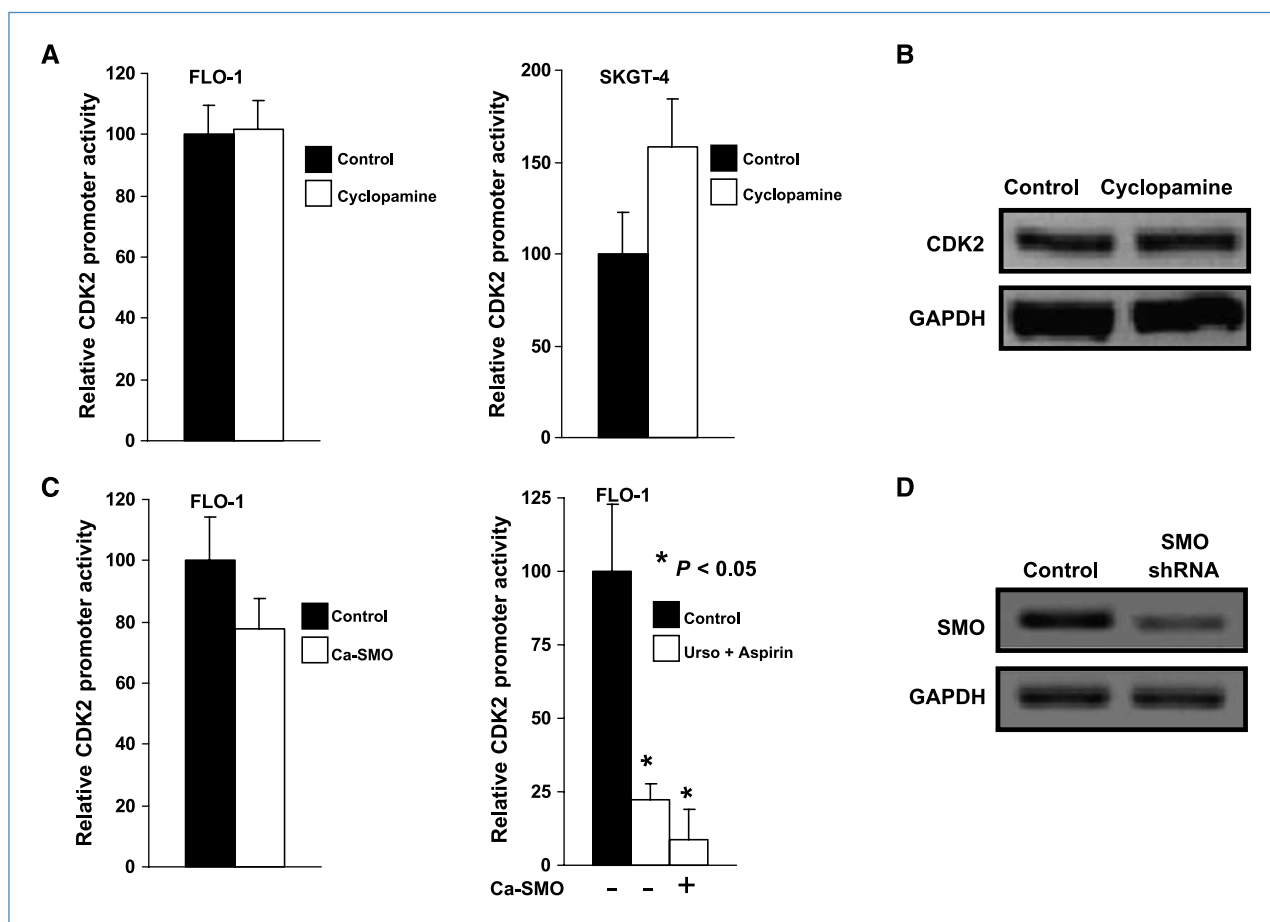 A
FLO-1
Relative CDK2 promoter activity
120
100
80
60
40
20
0
Control
Cyclopamine
SKGT-4
Relative CDK2 promoter activity
200
150
100
50
0
Control
Cyclopamine
B
Control Cyclopamine
CDK2
GAPDH
C
FLO-1
Relative CDK2 promoter activity
120
100
80
60
40
20
0
Control
Ca-SMO
FLO-1
Relative CDK2 promoter activity
125
100
75
50
25
0
* P < 0.05
Control
Urso + Aspirin
*
*
Ca-SMO - - +
D
Control SMO
shRNA
SMO
GAPDH